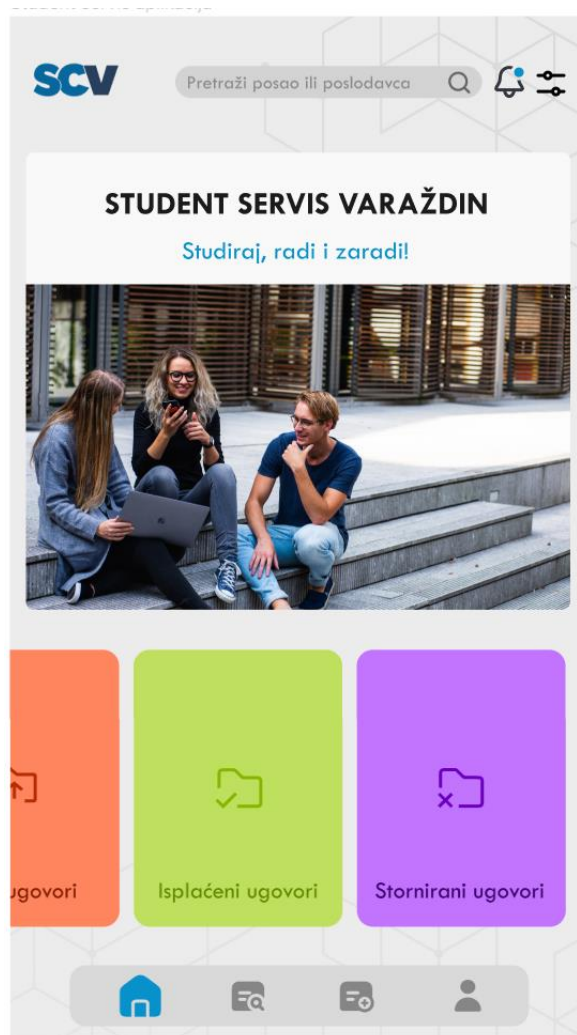 SCV
Pretraži posao ili poslodavca
STUDENT SERVIS VARAŽDIN
Studiraj, radi i zaradi!
ugovori
Isplaćeni ugovori
Stornirani ugovori